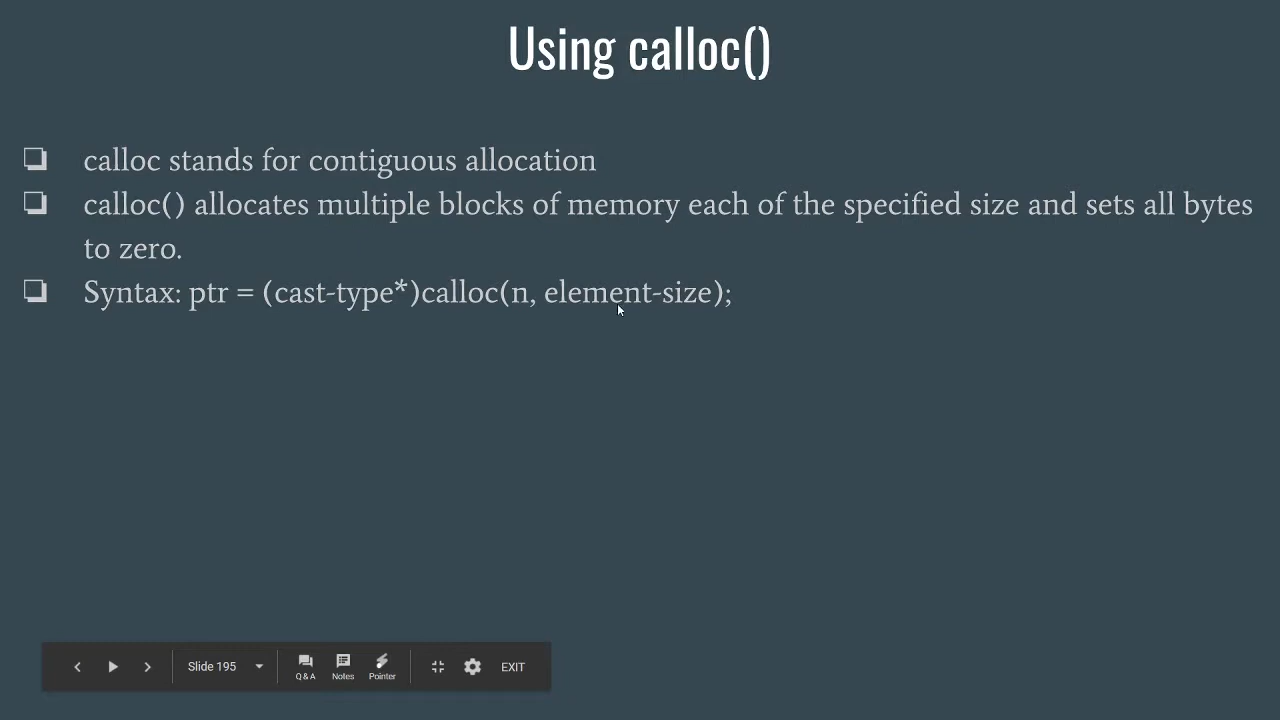 Using calloc()
calloc stands for contiguous allocation
calloc() allocates multiple blocks of memory each of the specified size and sets all bytes
to zero.
Syntax: ptr = (cast-type*)calloc(n, element-size);
Slide 195
Q & A
Notes
Pointer
EXIT